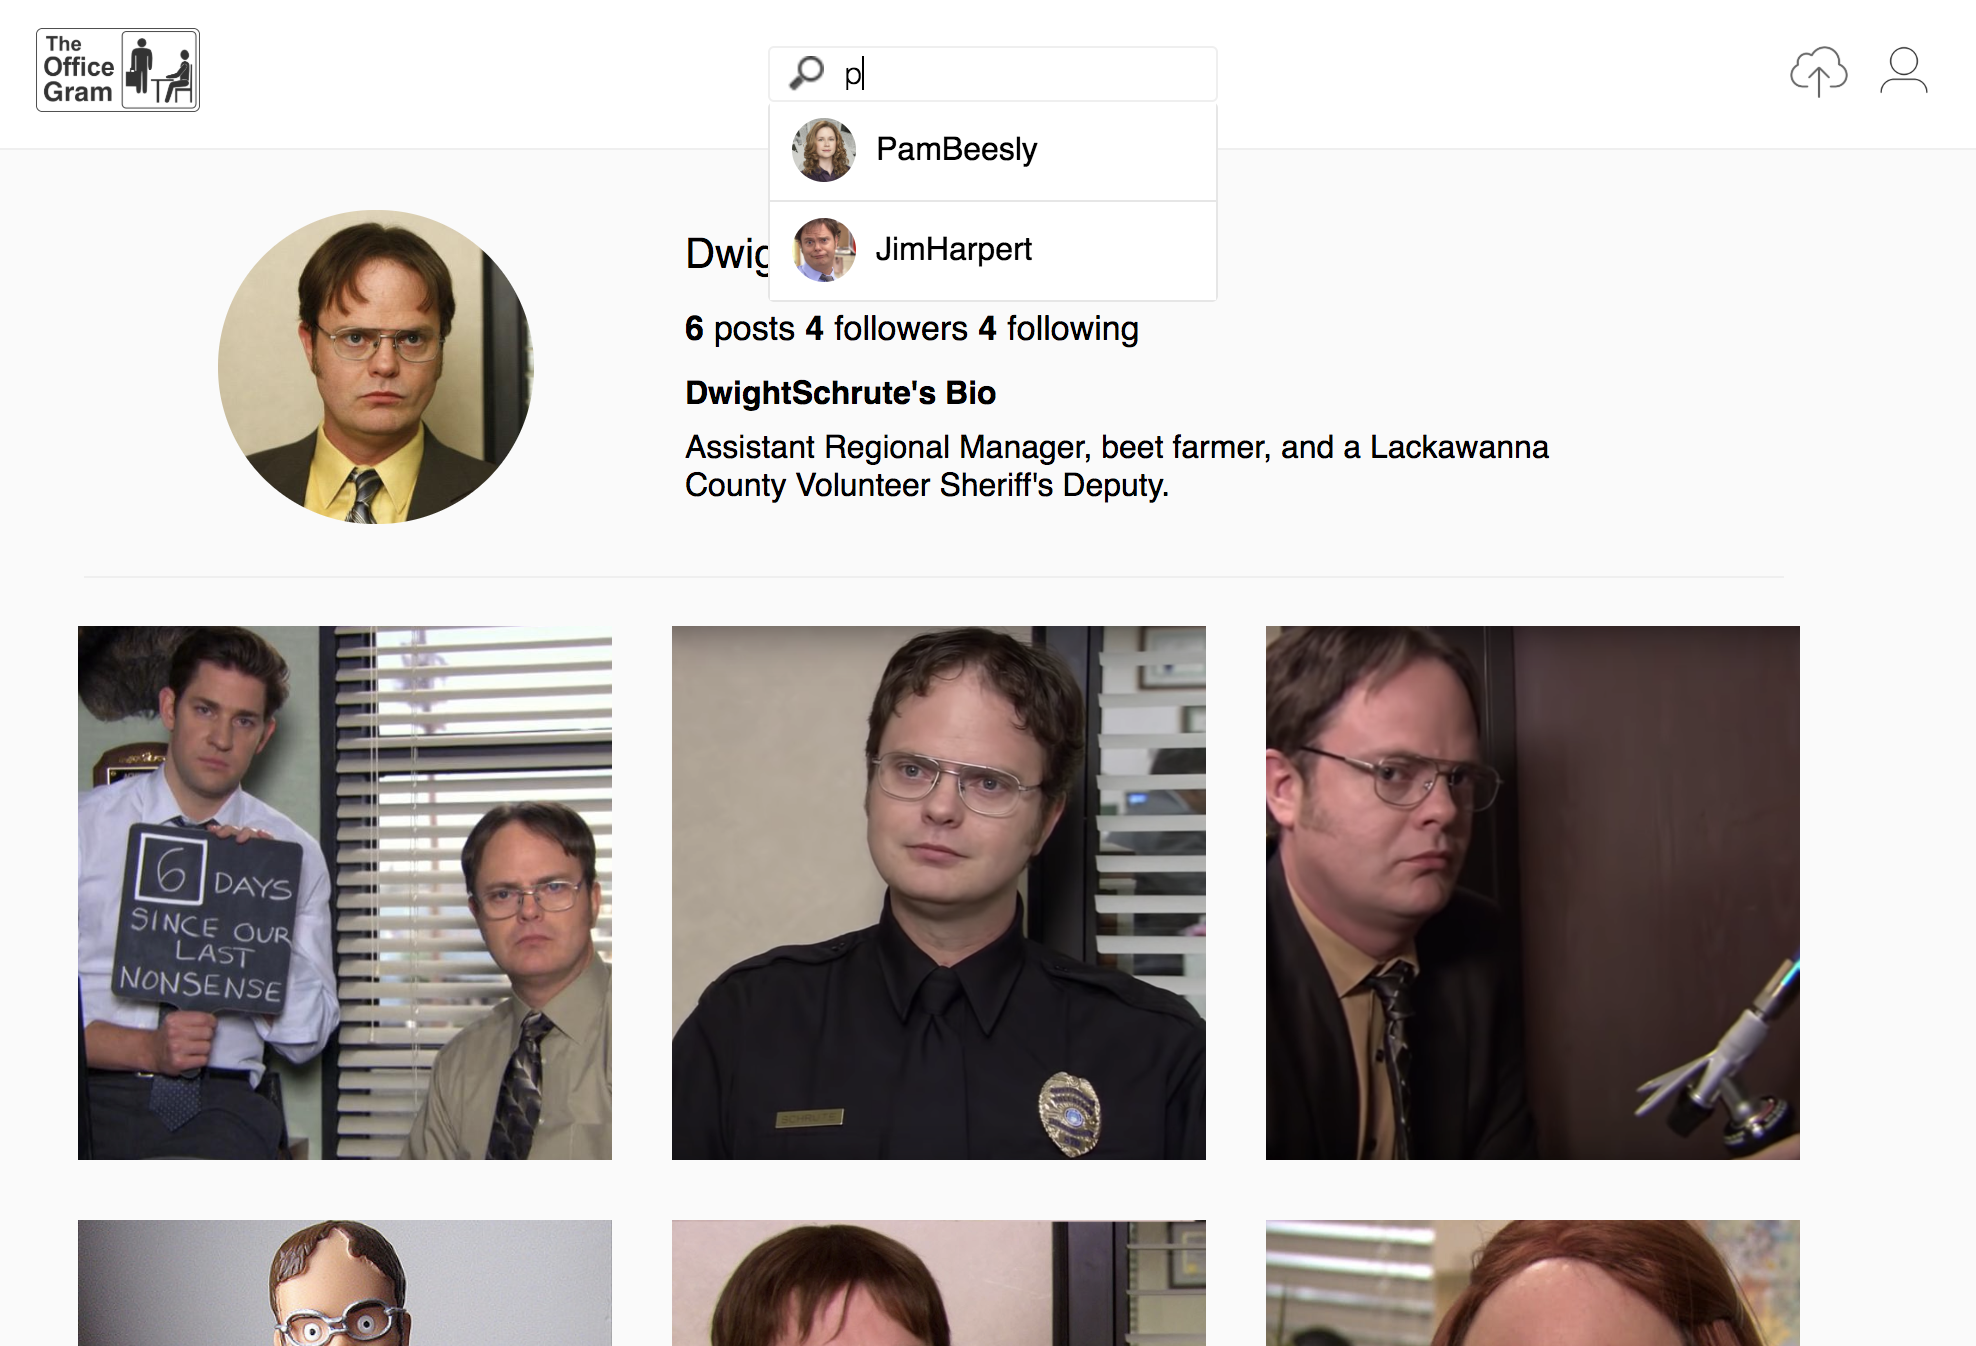 The
Office
Gram
p
PamBeesly
JimHarpert
Dwig
6 posts 4 followers 4 following
DwightSchrute's Bio
Assistant Regional Manager, beet farmer, and a Lackawanna
County Volunteer Sheriff's Deputy.
6 DAYS
SINCE OUR
LAST
NONSENSE
SCHRUTE